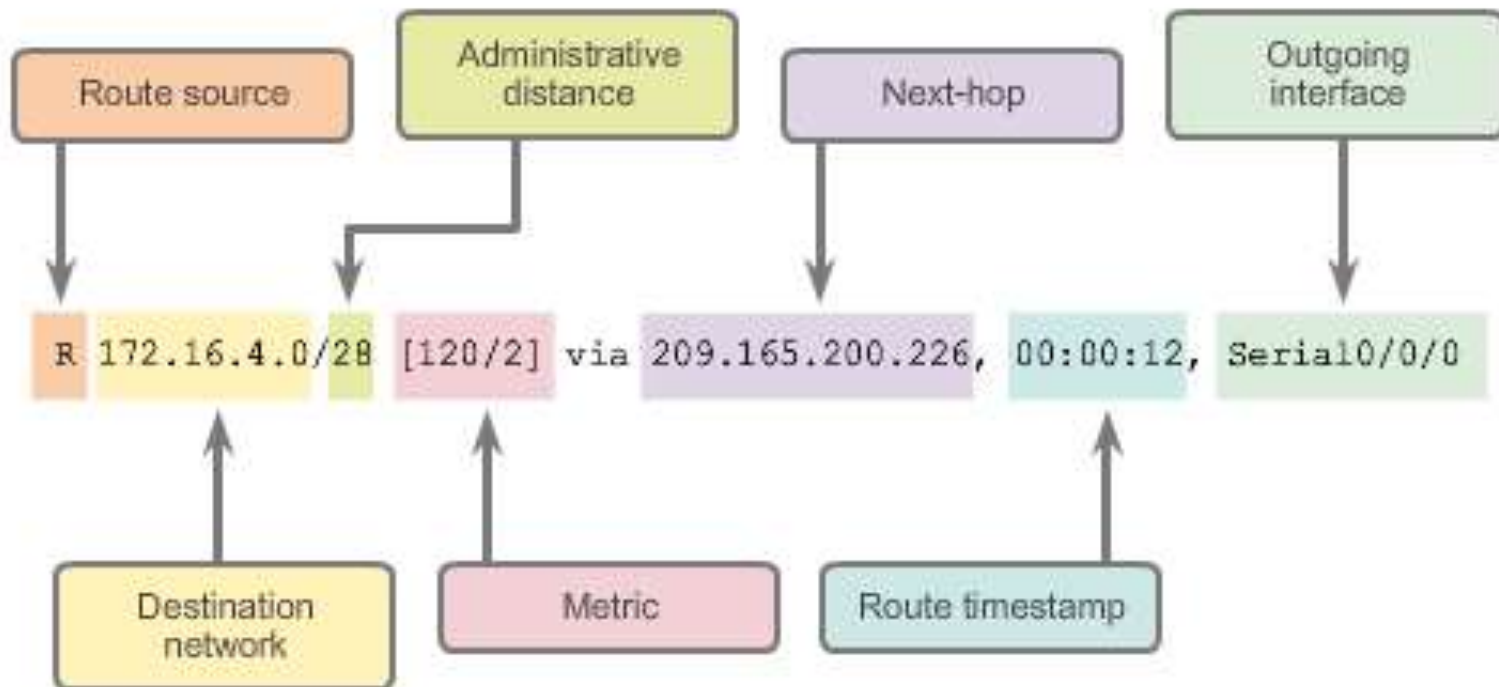 Route source
Administrative
distance
Next-hop
Outgoing
interface
R 172.16.4.0/28 [120/2] via 209.165.200.226, 00:00:12, Serial0/0/0
Destination
network
Metric
Route timestamp